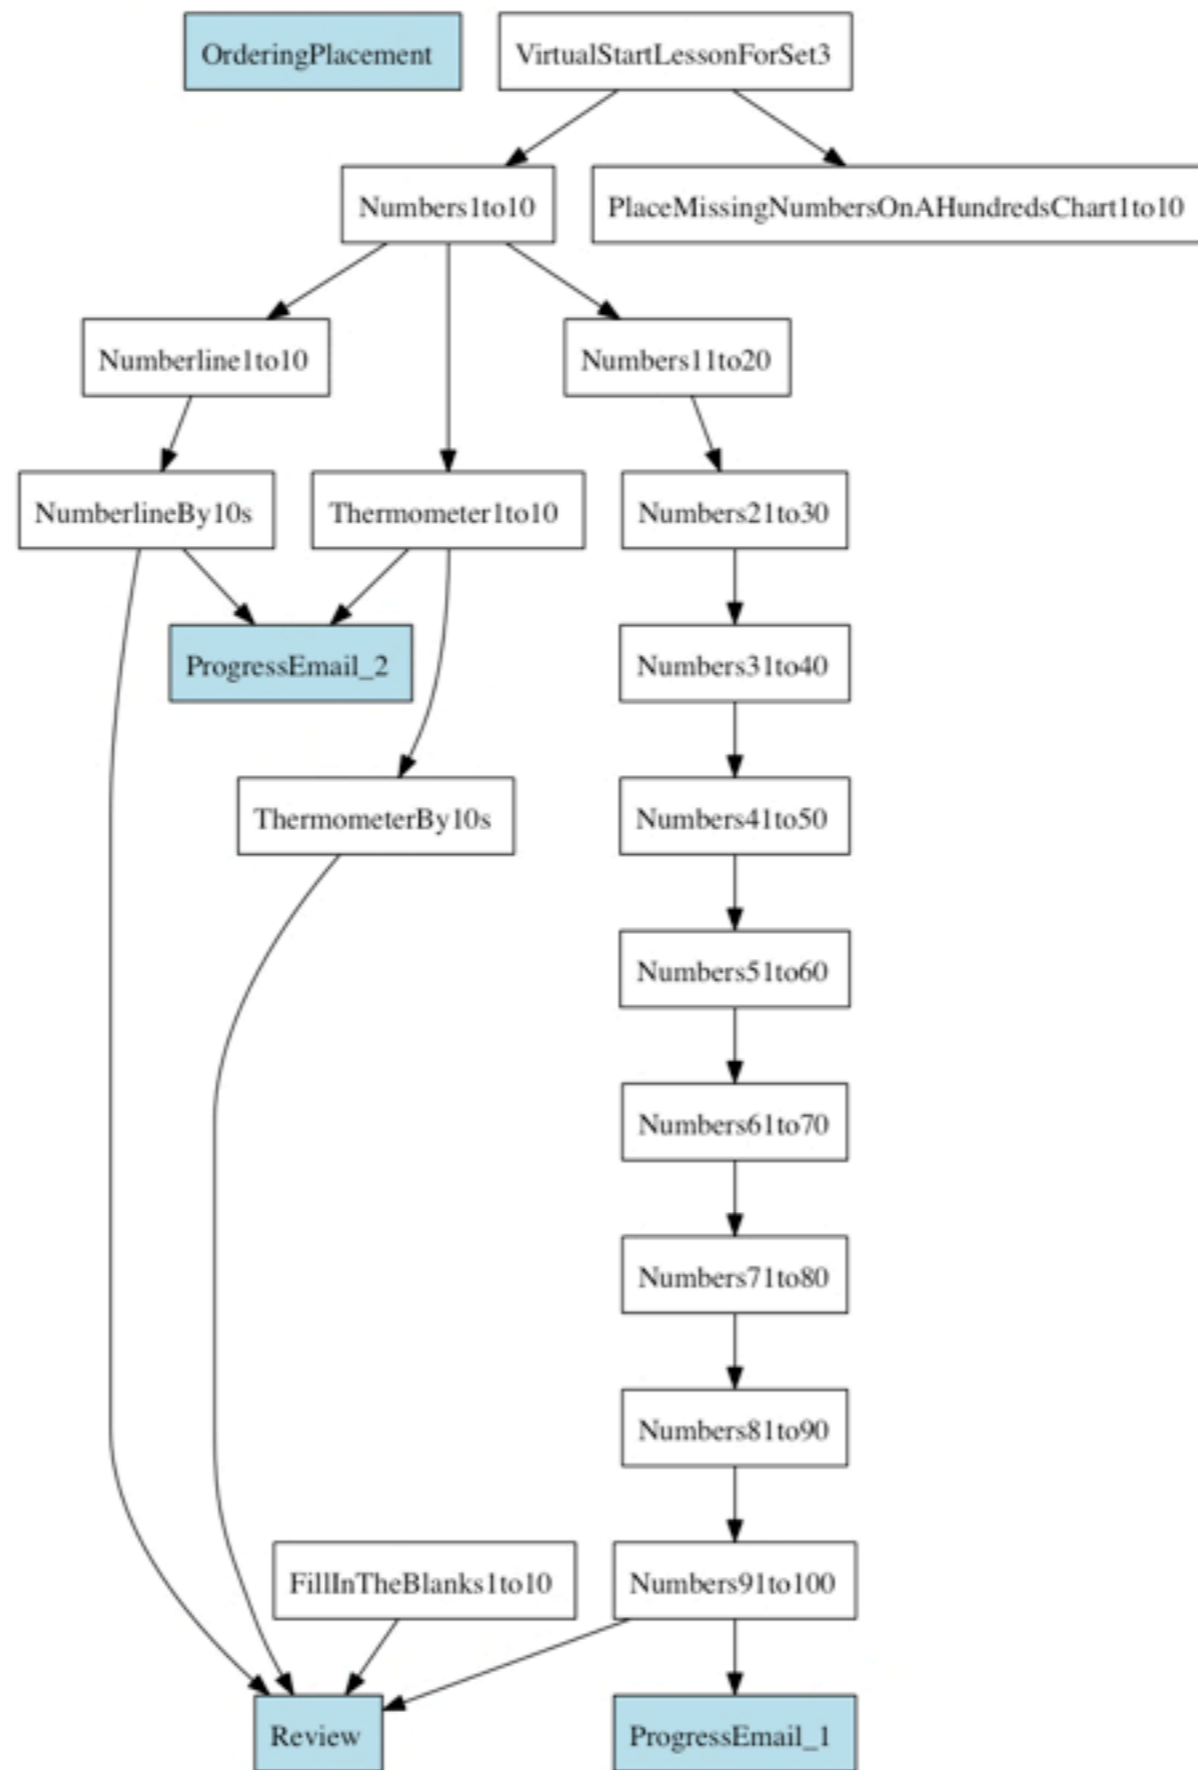 OrderingPlacement
VirtualStartLessonForSet3
Numbers1to10
PlaceMissingNumbersOnAHundredsChart1to10
Numberline1to10
Numbers11to20
NumberlineBy10s
Thermometer1to10
Numbers21to30
ProgressEmail_2
Numbers31to40
ThermometerBy10s
Numbers41to50
Numbers51to60
Numbers61to70
Numbers71to80
Numbers81to90
FillInTheBlanks1to10
Numbers91to100
Review
ProgressEmail_1